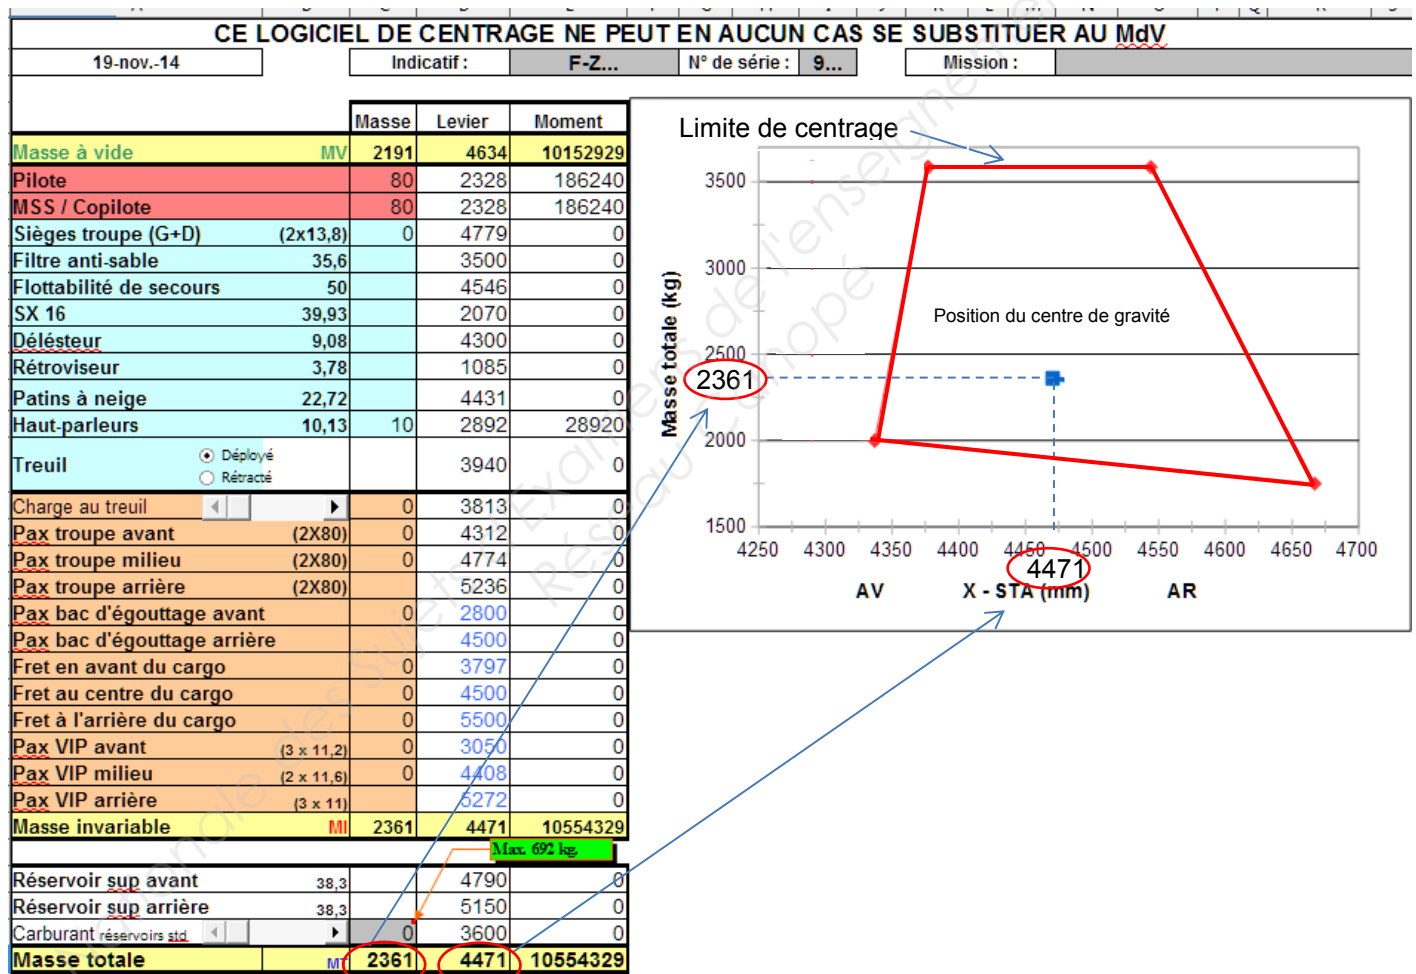 CE LOGICIEL DE CENTRAGE NE PEUT EN AUCUN CAS SE SUBSTITUER AU MdV
19-nov.-14 Indicatif : F-Z... N° de série : 9... Mission :
Masse Levier Moment
Masse à vide MV 2191 4634 10152929
Pilote 80 2328 186240
MSS / Copilote 80 2328 186240
Sièges troupe (G+D) (2x13,8) 0 4779 0
Filtre anti-sable 35,6 3500 0
Flottabilité de secours 50 4546 0
SX 16 39,93 2070 0
Délésteur 9,08 4300 0
Rétroviseur 3,78 1085 0
Patins à neige 22,72 4431 0
Haut-parleurs 10,13 10 2892 28920
Treuil Déployé 3940 0
Rétracté
Charge au treuil 0 3813 0
Pax troupe avant (2X80) 0 4312 0
Pax troupe milieu (2X80) 0 4774 0
Pax troupe arrière (2X80) 5236 0
Pax bac d'égouttage avant 0 2800 0
Pax bac d'égouttage arrière 0 4500 0
Fret en avant du cargo 0 3797 0
Fret au centre du cargo 0 4500 0
Fret à l'arrière du cargo 0 5500 0
Pax VIP avant (3 x 11,2) 0 3050 0
Pax VIP milieu (2 x 11,6) 0 4408 0
Pax VIP arrière (3 x 11) 5272 0
Masse invariable MI 2361 4471 10554329
Max. 692 kg.
Réservoir sup avant 38,3 4790 0
Réservoir sup arrière 38,3 5150 0
Carburant réservoirs std 0 3600 0
Masse totale MT 2361 4471 10554329
Limite de centrage
3500
3000
Position du centre de gravité
2500
2361
2000
1500
Masse totale (kg)
4250 4300 4350 4400 4450 4500 4550 4600 4650 4700
4471
AV X - STA (mm) AR
Examens de l'enseignement
Réseau Canopé
nationale des Sujets